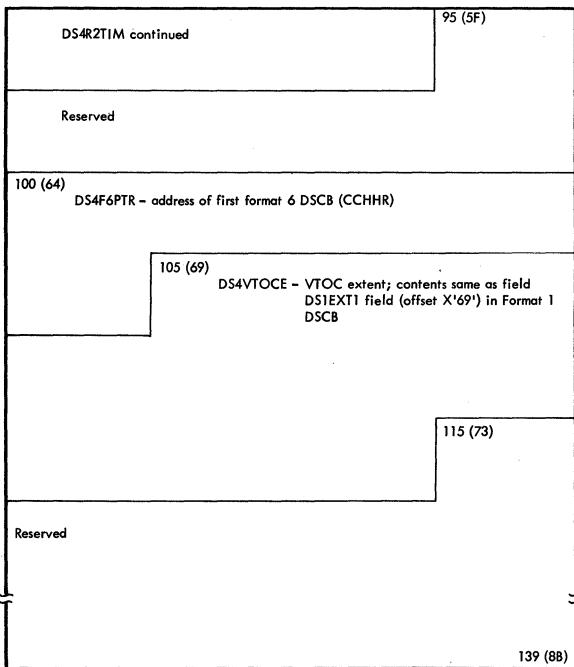 DS4R2TIM continued
95 (5F)
Reserved
100 (64)
DS4F6PTR – address of first format 6 DSCB (CCHHR)
105 (69)
DS4VTOCE – VTOC extent; contents same as field
DS1EXT1 field (offset X'69') in Format 1
DSCB
115 (73)
Reserved
139 (8B)